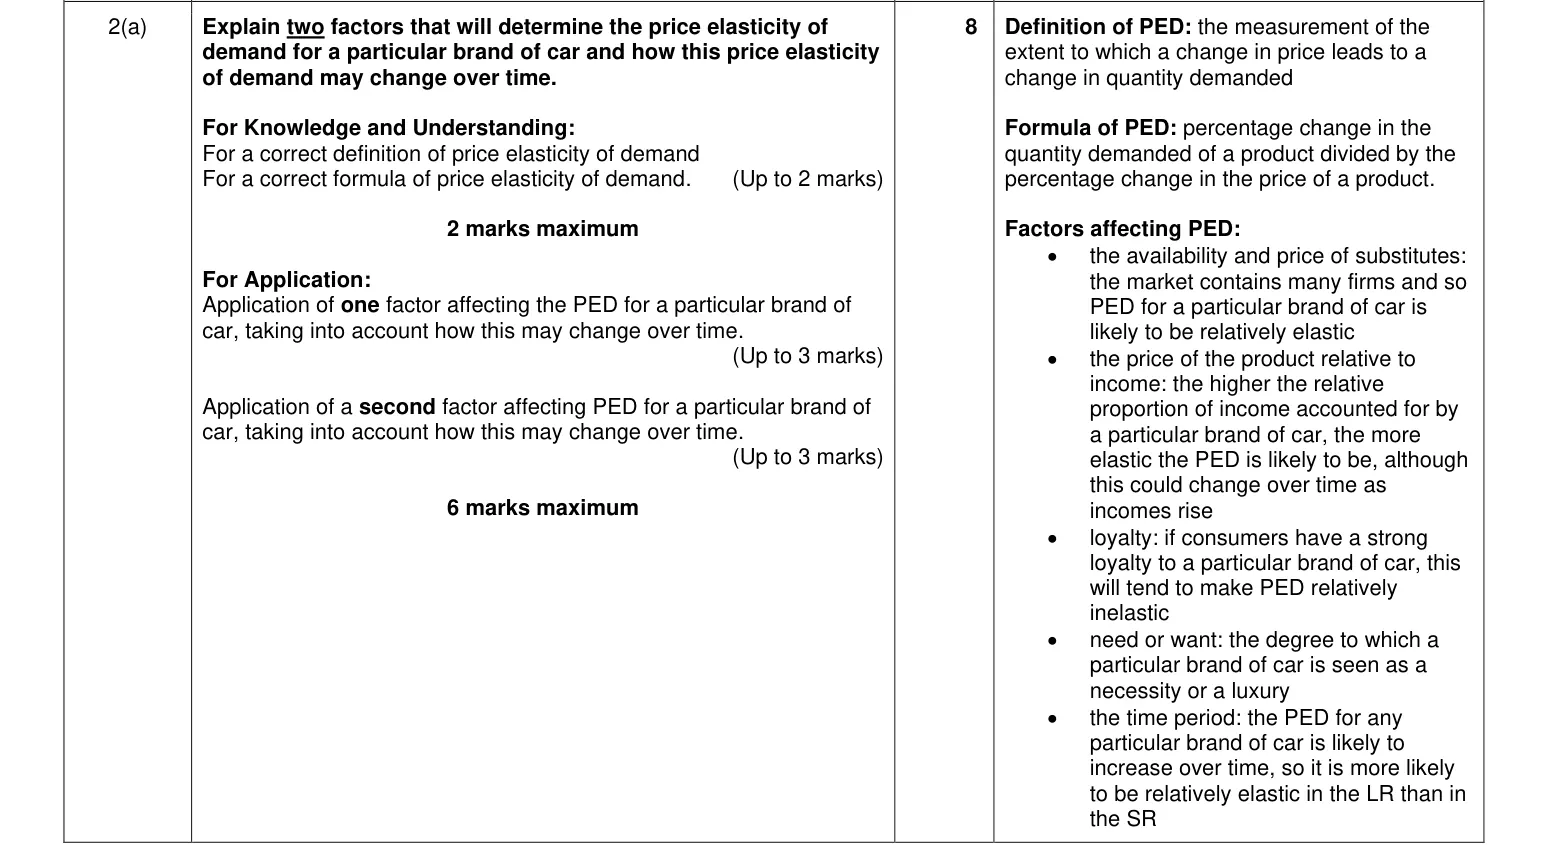 2(a)
Explain two factors that will determine the price elasticity of
demand for a particular brand of car and how this price elasticity
of demand may change over time.
For Knowledge and Understanding:
For a correct definition of price elasticity of demand
For a correct formula of price elasticity of demand. (Up to 2 marks)
2 marks maximum
For Application:
Application of one factor affecting the PED for a particular brand of
car, taking into account how this may change over time.
(Up to 3 marks)
Application of a second factor affecting PED for a particular brand of
car, taking into account how this may change over time.
(Up to 3 marks)
6 marks maximum
8
Definition of PED: the measurement of the
extent to which a change in price leads to a
change in quantity demanded
Formula of PED: percentage change in the
quantity demanded of a product divided by the
percentage change in the price of a product.
Factors affecting PED:
• the availability and price of substitutes:
the market contains many firms and so
PED for a particular brand of car is
likely to be relatively elastic
• the price of the product relative to
income: the higher the relative
proportion of income accounted for by
a particular brand of car, the more
elastic the PED is likely to be, although
this could change over time as
incomes rise
• loyalty: if consumers have a strong
loyalty to a particular brand of car, this
will tend to make PED relatively
inelastic
• need or want: the degree to which a
particular brand of car is seen as a
necessity or a luxury
• the time period: the PED for any
particular brand of car is likely to
increase over time, so it is more likely
to be relatively elastic in the LR than in
the SR